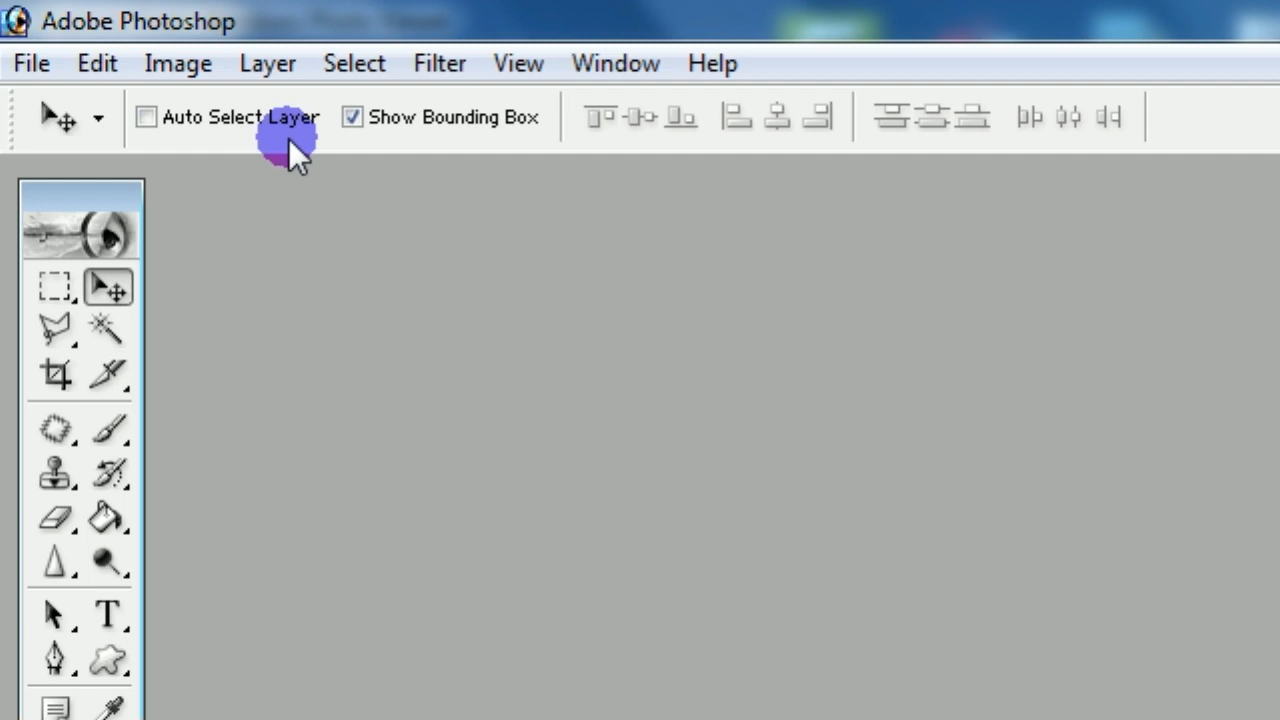 Adobe Photoshop
File Edit Image Layer Select Filter View Window Help
Auto Select Layer Show Bounding Box
T